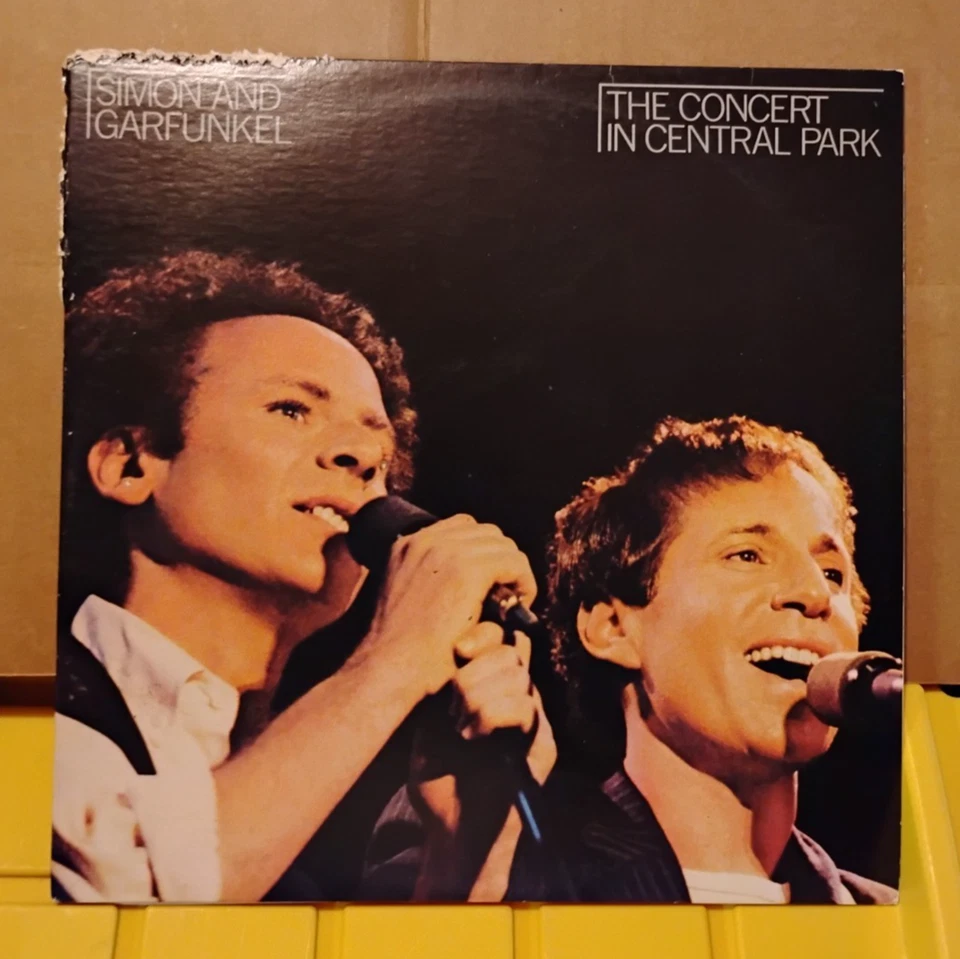 SIMON AND
GARFUNKEL
THE CONCERT
IN CENTRAL PARK